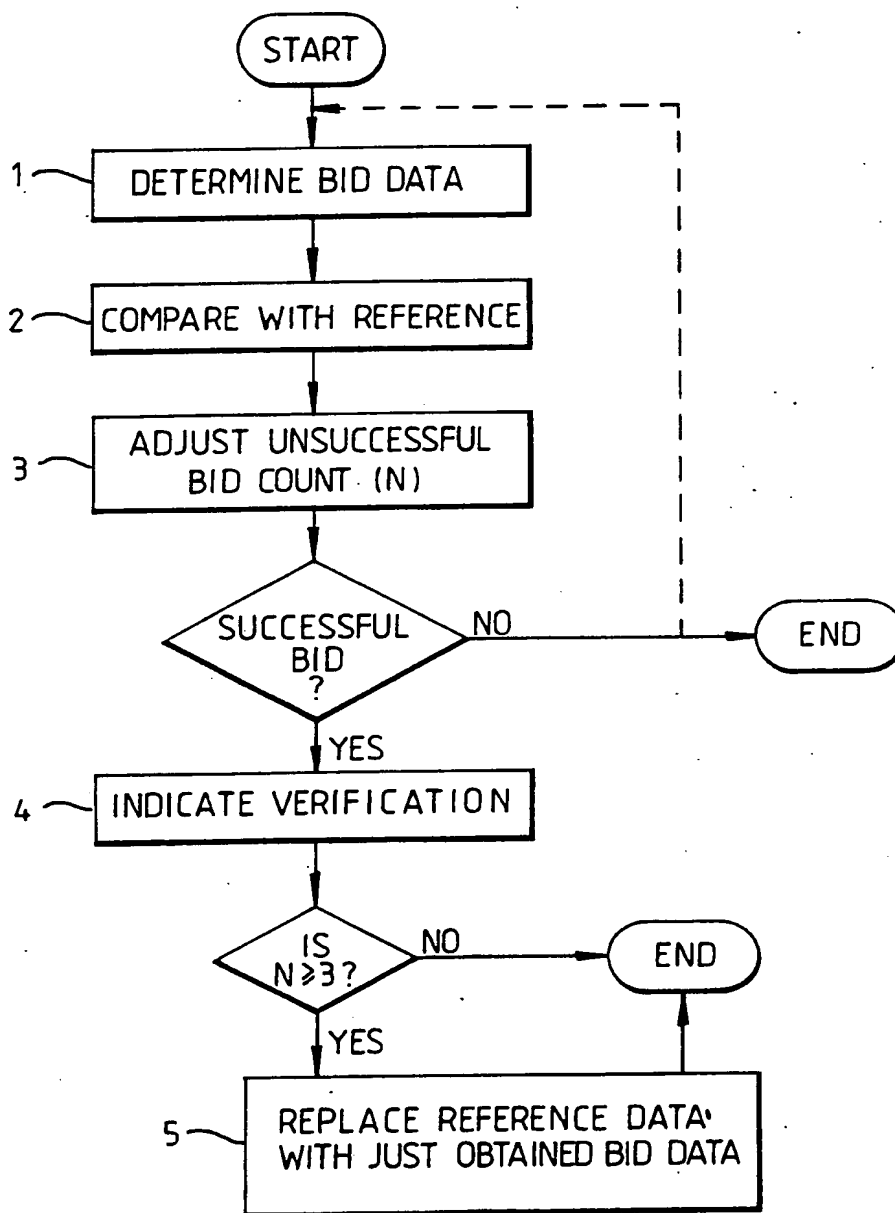 START
1
DETERMINE BID DATA
2
COMPARE WITH REFERENCE
3
ADJUST UNSUCCESSFUL
BID COUNT (N)
SUCCESSFUL
BID
?
NO
END
YES
4
INDICATE VERIFICATION
IS
N⩾3?
NO
END
YES
5
REPLACE REFERENCE DATA
WITH JUST OBTAINED BID DATA